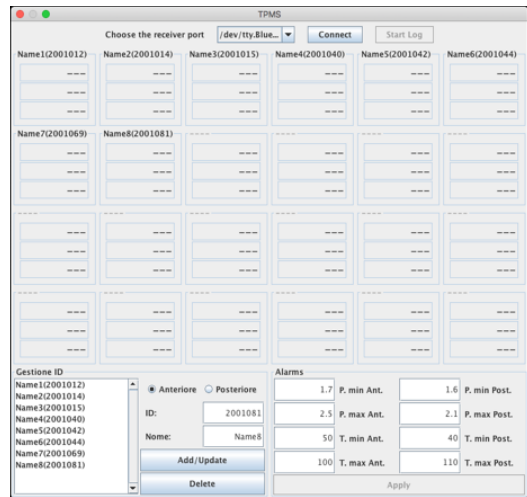 TPMS
Choose the receiver port /dev/tty.Blue... Connect Start Log
Name1(2001012) Name2(2001014) Name3(2001015) Name4(2001040) Name5(2001042) Name6(2001044)
--- --- --- --- --- ---
--- --- --- --- --- ---
--- --- --- --- --- ---
Name7(2001069) Name8(2001081) ---- ---- ---- ----
--- --- --- --- --- ---
--- --- --- --- --- ---
--- --- --- --- --- ---
---- ---- ---- ---- ---- ----
--- --- --- --- --- ---
--- --- --- --- --- ---
--- --- --- --- --- ---
---- ---- ---- ---- ---- ----
--- --- --- --- --- ---
--- --- --- --- --- ---
--- --- --- --- --- ---
Gestione ID
Name1(2001012)
Name2(2001014)
Name3(2001015)
Name4(2001040)
Name5(2001042)
Name6(2001044)
Name7(2001069)
Name8(2001081)
Anteriore Posteriore
ID: 2001081
Nome: Name8
Add/Update
Delete
Alarms
1.7 P. min Ant. 1.6 P. min Post.
2.5 P. max Ant. 2.1 P. max Post.
50 T. min Ant. 40 T. min Post.
100 T. max Ant. 110 T. max Post.
Apply